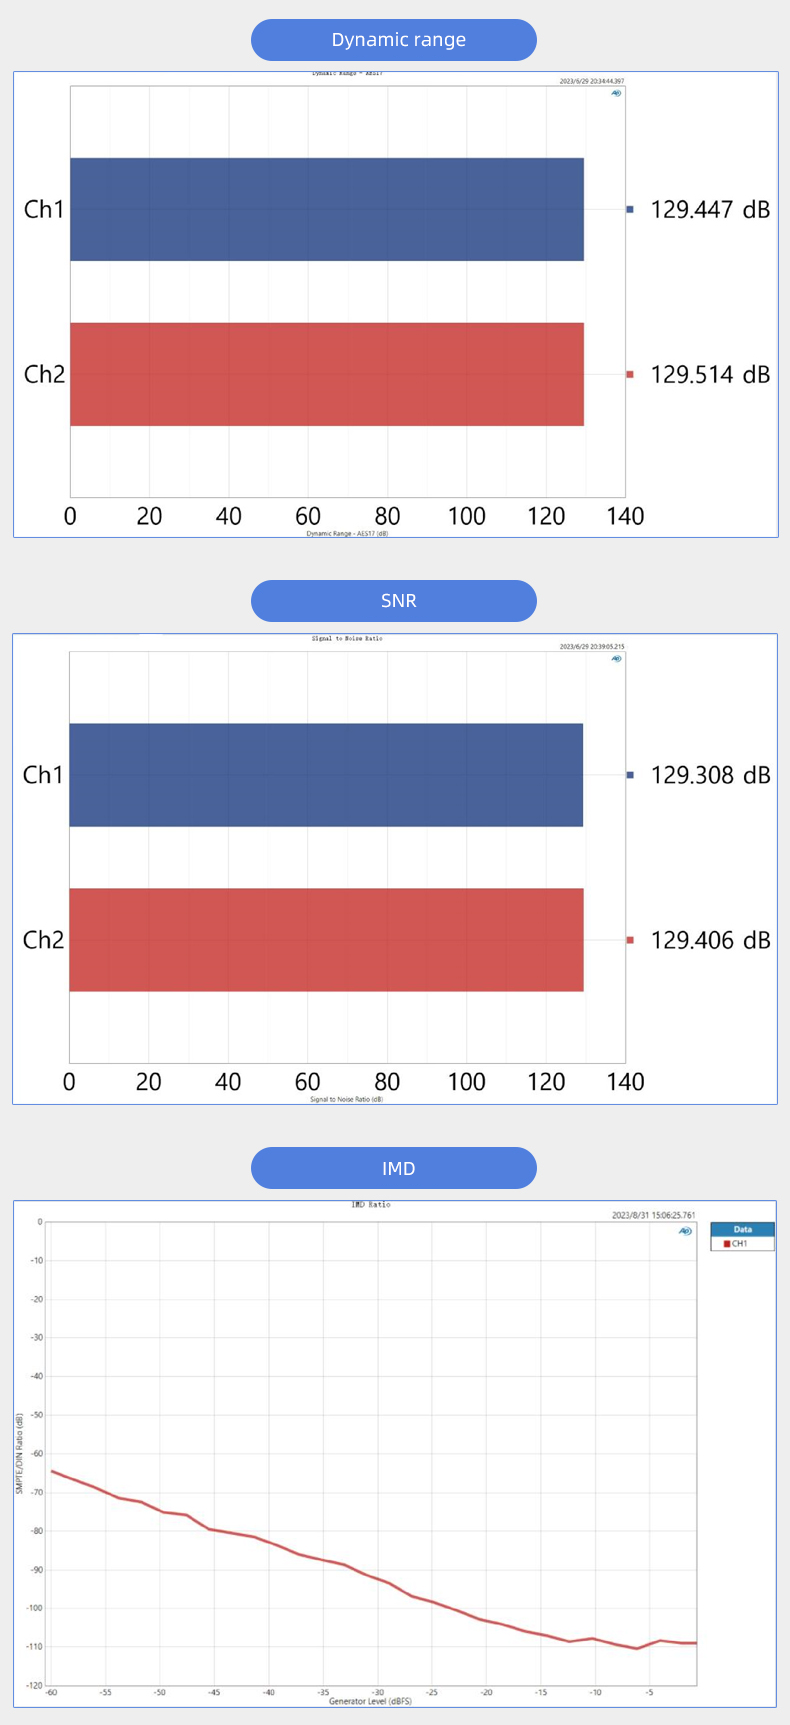 Dynamic range
Dynamic Range - AES17
2023/6/29 20:34:44.397
Ch1
129.447 dB
Ch2
129.514 dB
0 20 40 60 80 100 120 140
Dynamic Range - AES17 (dB)
SNR
Signal to Noise Ratio
2023/6/29 20:39:03.215
Ch1
129.308 dB
Ch2
129.406 dB
0 20 40 60 80 100 120 140
Signal to Noise Ratio (dB)
IMD
IMD Ratio
2023/8/31 15:06:25.761
Data
CH1
0
-10
-20
-30
-40
-50
-60
-70
-80
-90
-100
-110
-120
SMPTE/DIN Ratio (dB)
-60 -55 -50 -45 -40 -35 -30 -25 -20 -15 -10 -5
Generator Level (dBFS)